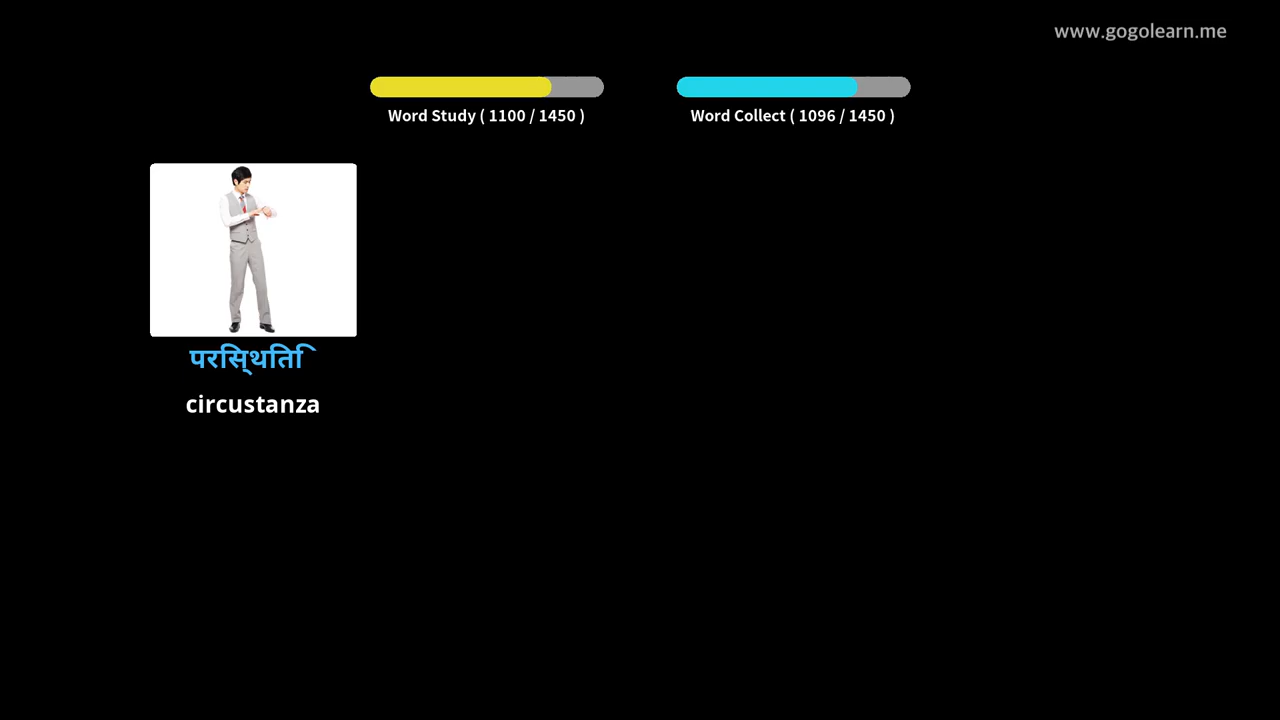 www.gogolearn.me
Word Study ( 1100 / 1450 )
Word Collect ( 1096 / 1450 )
परिस्थिति
circustanza